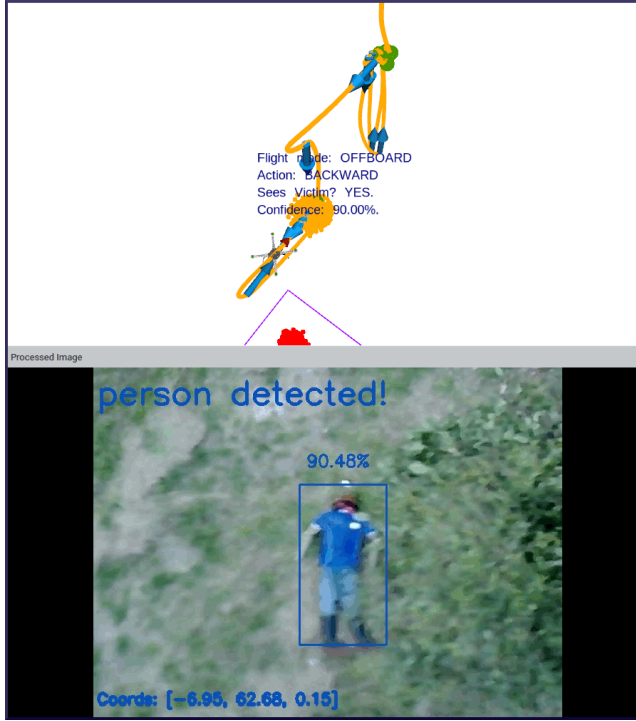 Flight mode: OFFBOARD
Action: BACKWARD
Sees Victim? YES.
Confidence: 90.00%.
Processed Image
person detected!
90.48%
Coords: [-6.95, 62.68, 0.15]